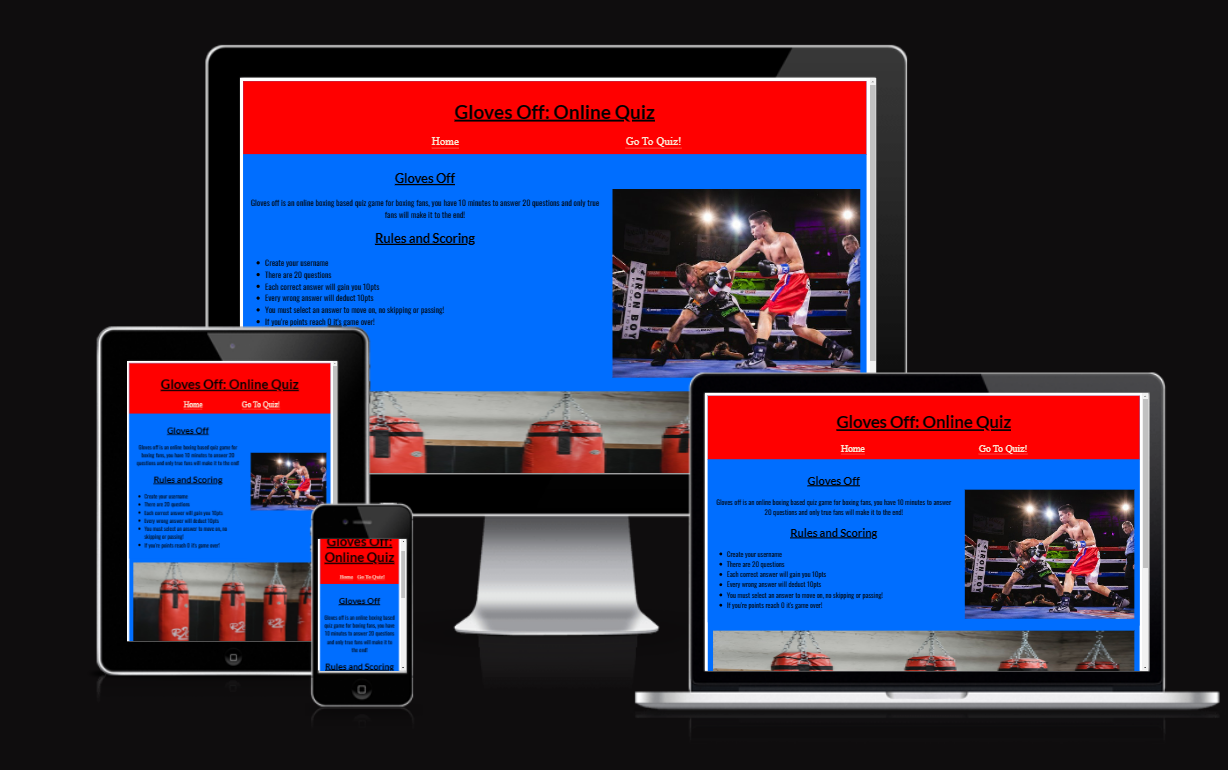 Gloves Off: Online Quiz
Home Go To Quiz!
Gloves Off
Gloves off is an online boxing based quiz game for boxing fans, you have 10 minutes to answer 20 questions and only true
fans will make it to the end!
Rules and Scoring
Create your username
There are 20 questions
Each correct answer will gain you 10pts
Every wrong answer will deduct 10pts
You must select an answer to move on, no skipping or passing!
If you're points reach 0 it's game over!
IRON BOY
Gloves Off: Online Quiz
Home Go To Quiz!
Gloves Off
Gloves off is an online boxing based quiz game for
boxing fans, you have 10 minutes to answer 20
questions and only true fans will make it to the end!
Rules and Scoring
Create your username
There are 20 questions
Each correct answer will gain you 10pts
Every wrong answer will deduct 10pts
You must select an answer to move on, no
skipping or passing!
If you're points reach 0 it's game over!
Gloves Off:
Online Quiz
Home Go To Quiz!
Gloves Off
Gloves off is an online boxing based
quiz game for boxing fans, you have
10 minutes to answer 20 questions
and only true fans will make it to
the end!
Rules and Scoring
Gloves Off: Online Quiz
Home Go To Quiz!
Gloves Off
Gloves off is an online boxing based quiz game for boxing fans, you have 10 minutes to answer
20 questions and only true fans will make it to the end!
Rules and Scoring
Create your username
There are 20 questions
Each correct answer will gain you 10pts
Every wrong answer will deduct 10pts
You must select an answer to move on, no skipping or passing!
If you're points reach 0 it's game over!
IRON BOY